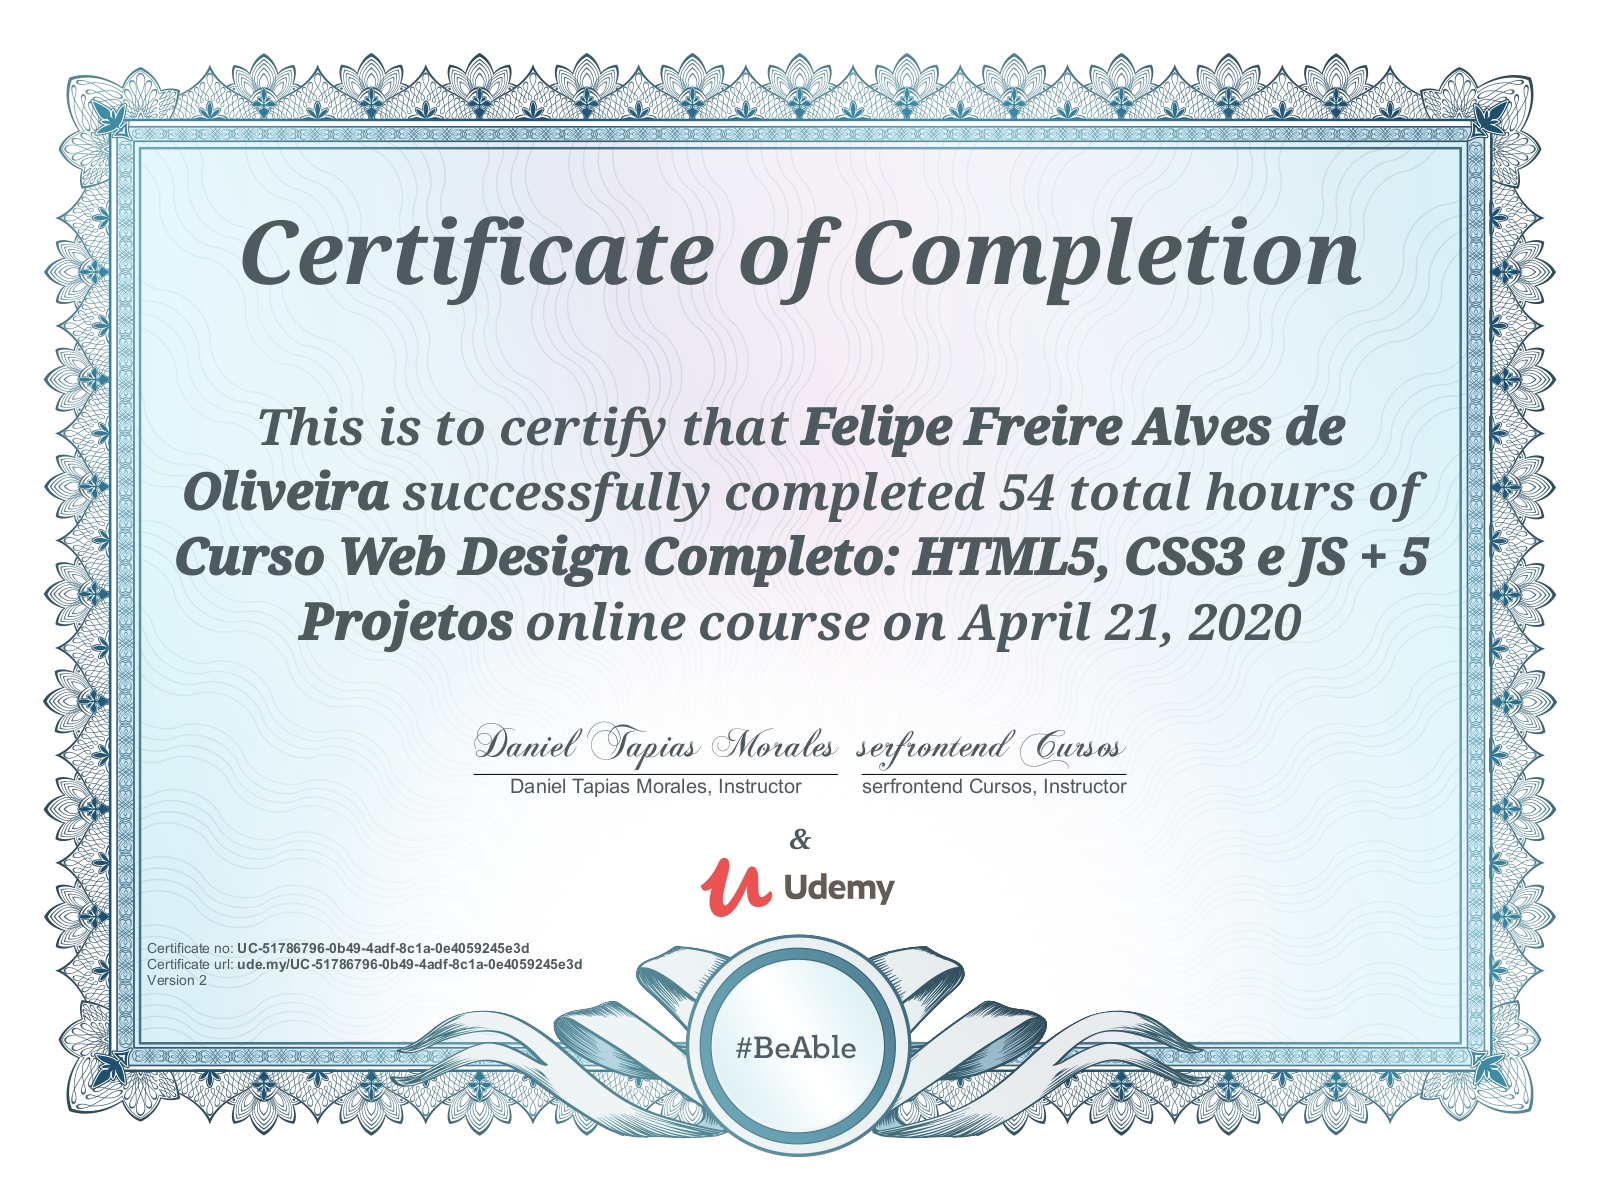 Certificate of Completion
This is to certify that Felipe Freire Alves de
Oliveira successfully completed 54 total hours of
Curso Web Design Completo: HTML5, CSS3 e JS + 5
Projetos online course on April 21, 2020
Daniel Tapias Morales serfrontend Cursos
Daniel Tapias Morales, Instructor serfrontend Cursos, Instructor
&
Udemy
Certificate no: UC-51786796-0b49-4adf-8c1a-0e4059245e3d
Certificate url: ude.my/UC-51786796-0b49-4adf-8c1a-0e4059245e3d
Version 2
#BeAble